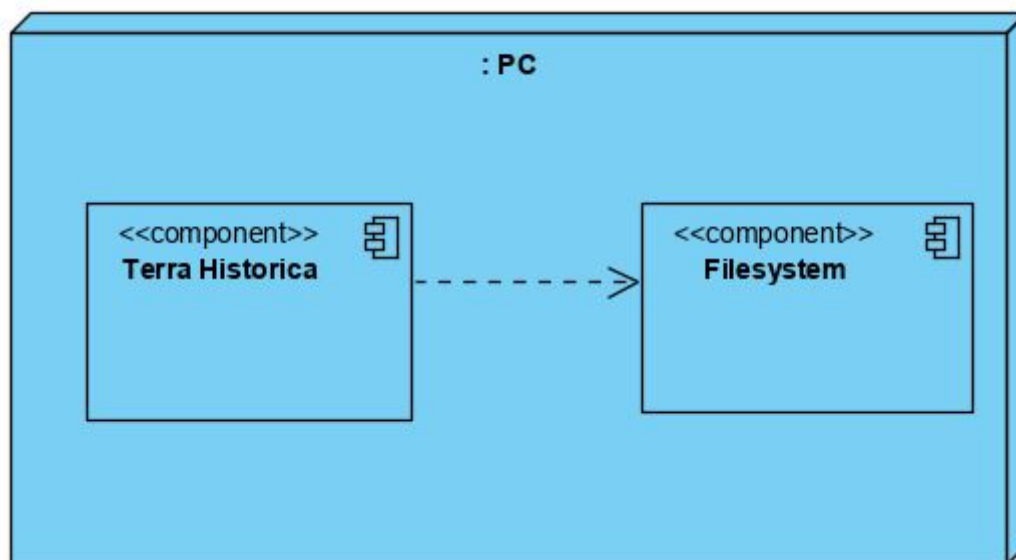 : PC
<<component>>
Terra Historica
<<component>>
Filesystem